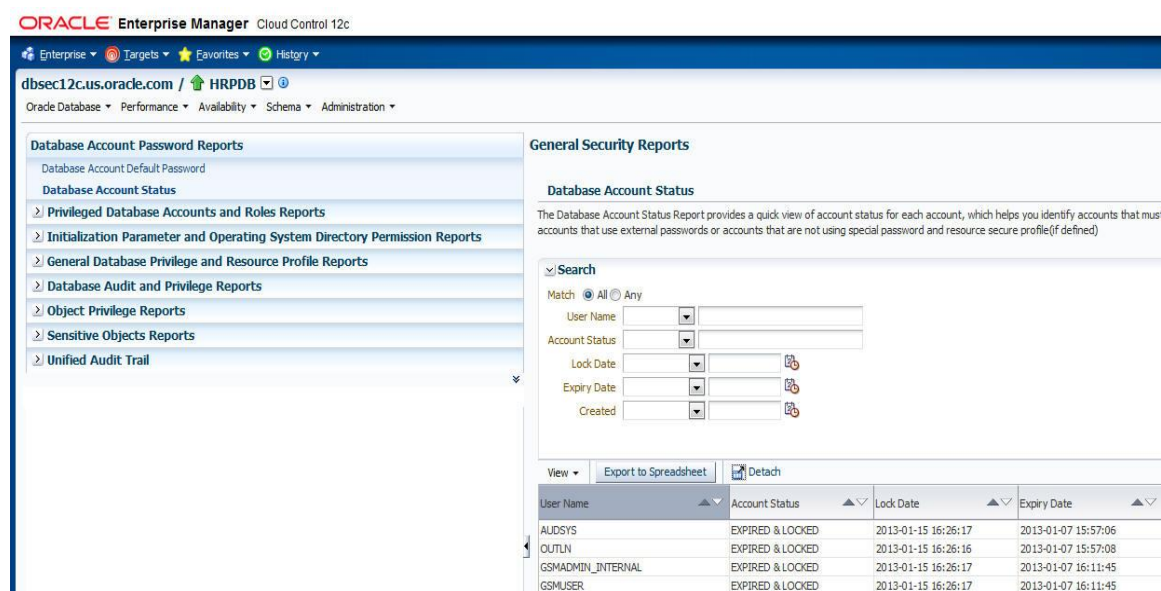 ORACLE Enterprise Manager Cloud Control 12c
Enterprise Targets Favorites History
dbsec12c.us.oracle.com / HRPDB
Oracle Database Performance Availability Schema Administration
Database Account Password Reports
Database Account Default Password
Database Account Status
Privileged Database Accounts and Roles Reports
Initialization Parameter and Operating System Directory Permission Reports
General Database Privilege and Resource Profile Reports
Database Audit and Privilege Reports
Object Privilege Reports
Sensitive Objects Reports
Unified Audit Trail
General Security Reports
Database Account Status
The Database Account Status Report provides a quick view of account status for each account, which helps you identify accounts that mus
accounts that use external passwords or accounts that are not using special password and resource secure profile(if defined)
Search
Match All Any
User Name
Account Status
Lock Date
Expiry Date
Created
View Export to Spreadsheet Detach
User Name Account Status Lock Date Expiry Date
AUDSYS EXPIRED & LOCKED 2013-01-15 16:26:17 2013-01-07 15:57:06
OUTLN EXPIRED & LOCKED 2013-01-15 16:26:16 2013-01-07 15:57:08
GSMADMIN_INTERNAL EXPIRED & LOCKED 2013-01-15 16:26:17 2013-01-07 16:11:45
GSMUSER EXPIRED & LOCKED 2013-01-15 16:26:17 2013-01-07 16:11:45